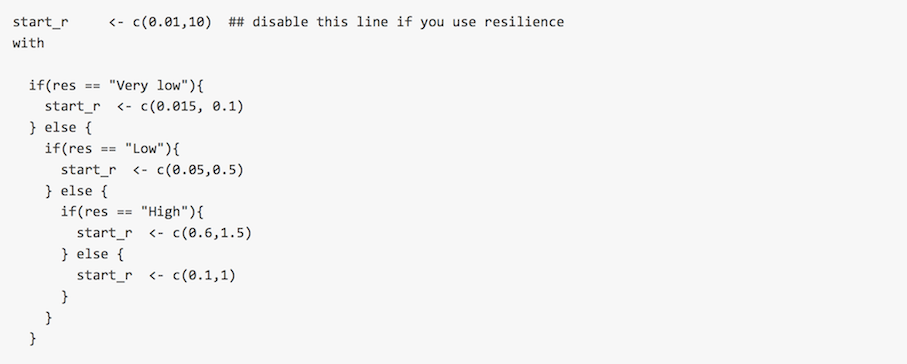 start_r     <- c(0.01,10)  ## disable this line if you use resilience
with

  if(res == "Very low"){
    start_r  <- c(0.015, 0.1)
  } else {
    if(res == "Low"){
      start_r  <- c(0.05,0.5)
    } else {
      if(res == "High"){
        start_r  <- c(0.6,1.5)
      } else {
        start_r  <- c(0.1,1)
      }
    }
  }